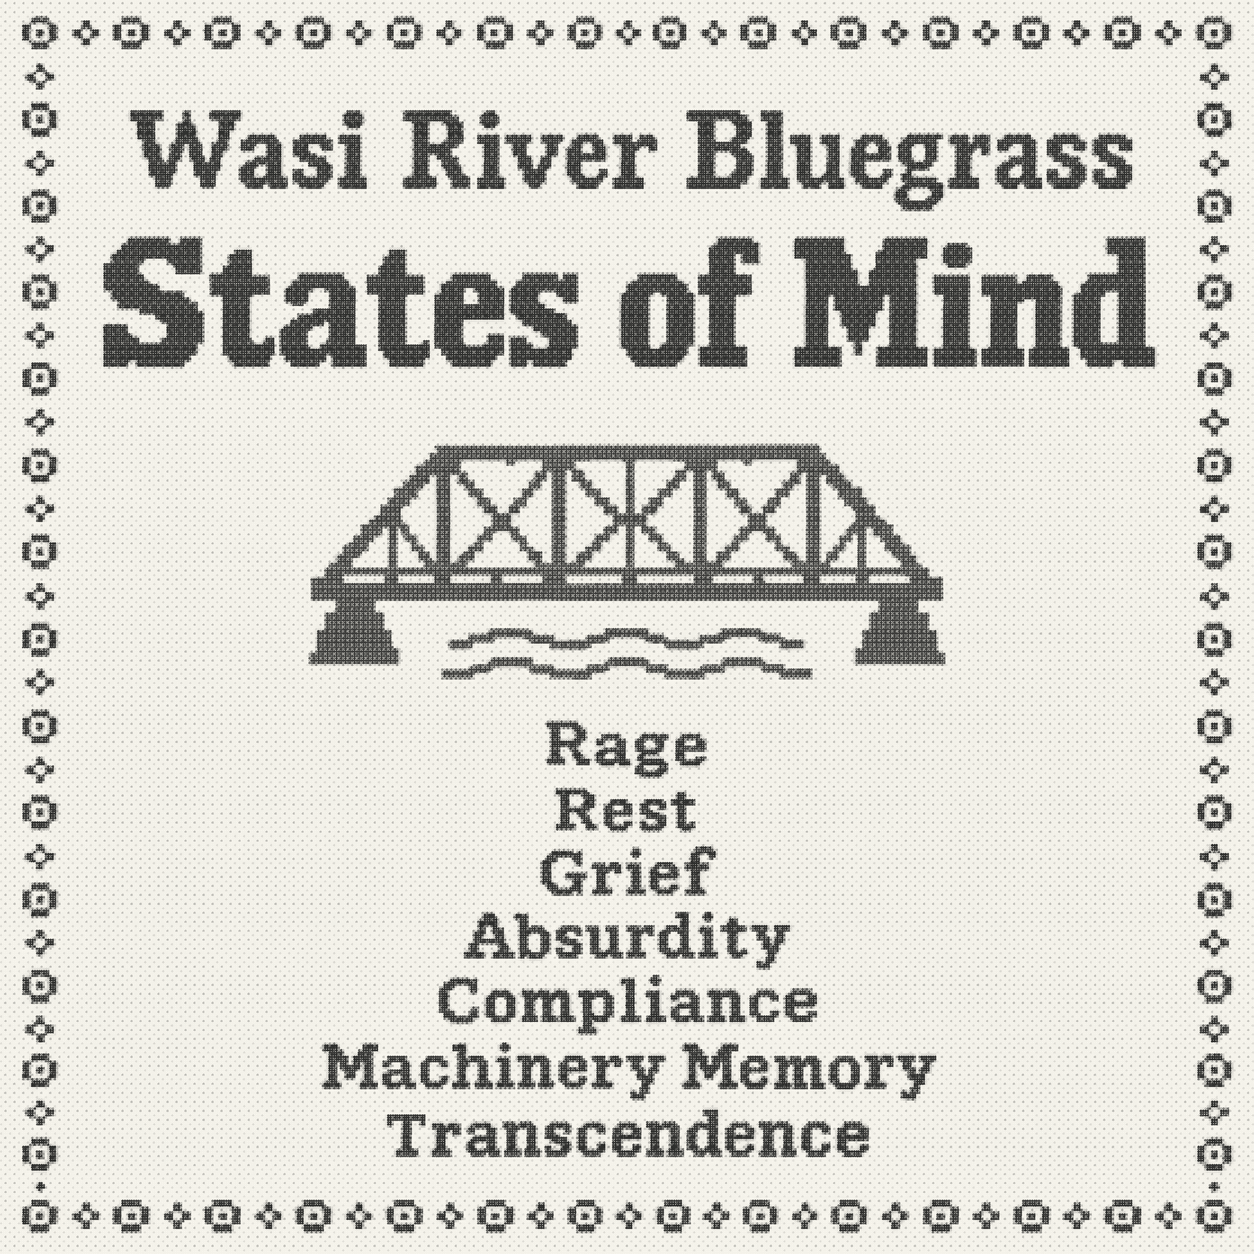 Wasi River Bluegrass
States of Mind
Rage
Rest
Grief
Absurdity
Compliance
Machinery Memory
Transcendence